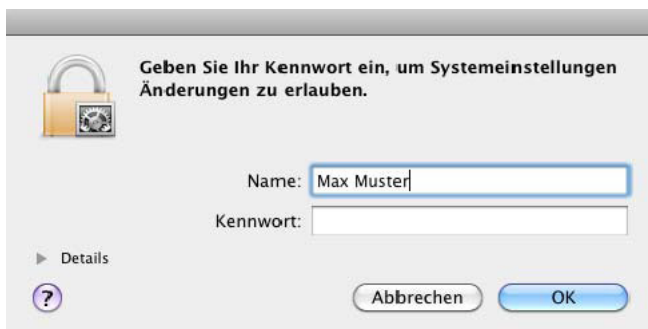 Geben Sie Ihr Kennwort ein, um Systemeinstellungen
Änderungen zu erlauben.
Name: Max Muster
Kennwort:
Details
?
Abbrechen OK